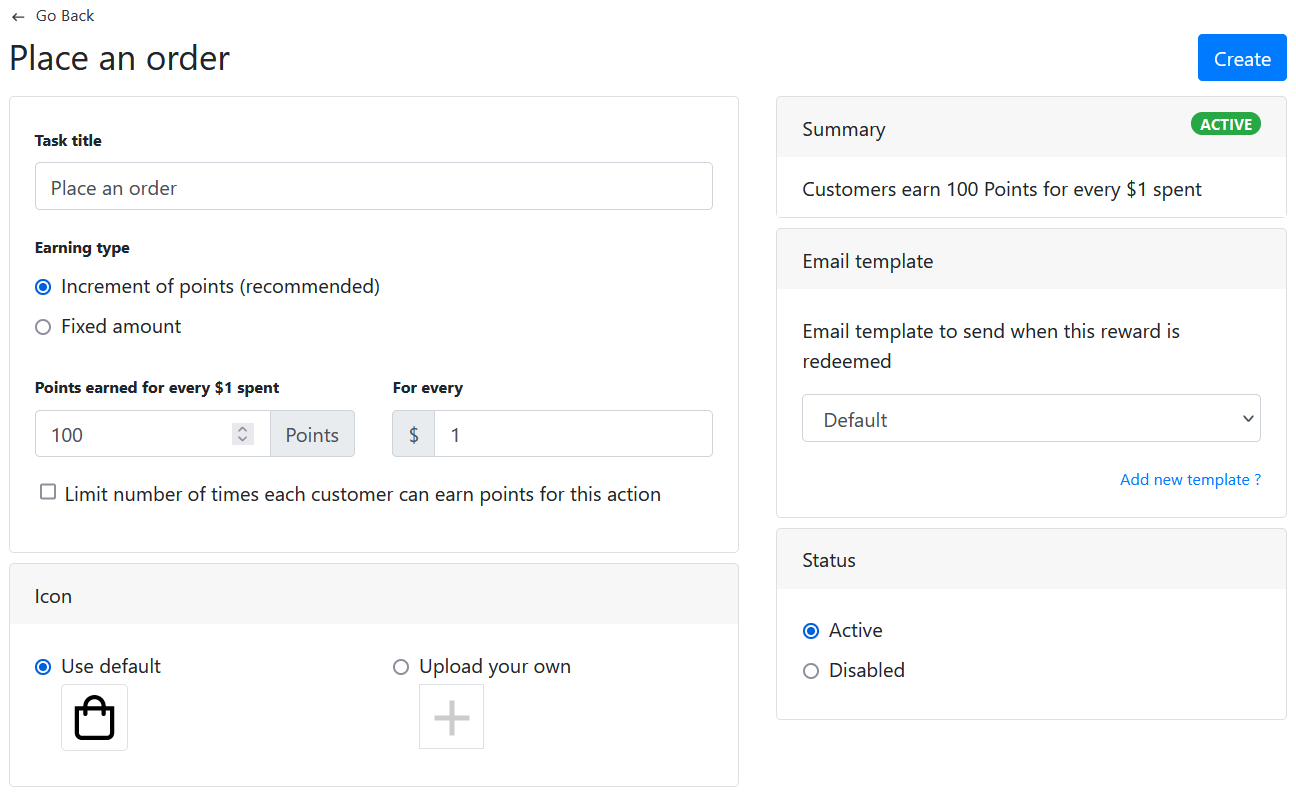 ← Go Back
Place an order
Create
Task title
Place an order
Earning type
Increment of points (recommended)
Fixed amount
Points earned for every $1 spent
For every
100
Points
$
1
Limit number of times each customer can earn points for this action
Icon
Use default
Upload your own
Summary
ACTIVE
Customers earn 100 Points for every $1 spent
Email template
Email template to send when this reward is
redeemed
Default
Add new template ?
Status
Active
Disabled